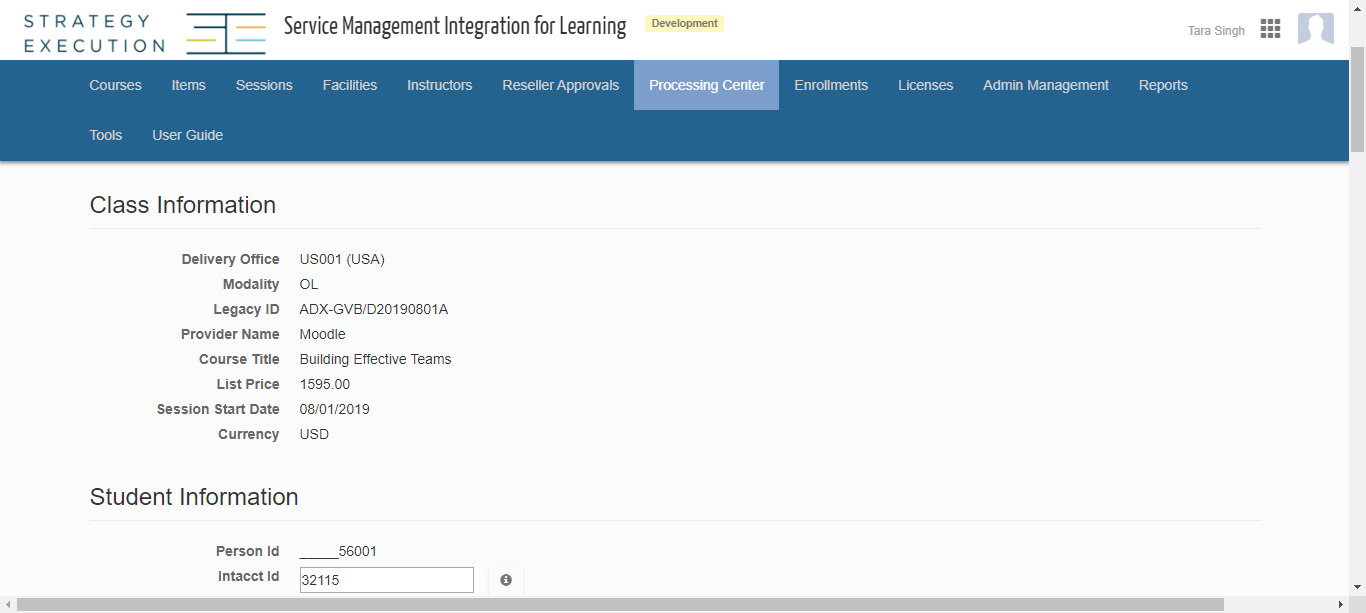 STRATEGY
EXECUTION
Service Management Integration for Learning
Development
Tara Singh
Courses Items Sessions Facilities Instructors Reseller Approvals Processing Center Enrollments Licenses Admin Management Reports
Tools User Guide
Class Information
Delivery Office US001 (USA)
Modality OL
Legacy ID ADX-GVB/D20190801A
Provider Name Moodle
Course Title Building Effective Teams
List Price 1595.00
Session Start Date 08/01/2019
Currency USD
Student Information
Person Id _____56001
Intacct Id 32115